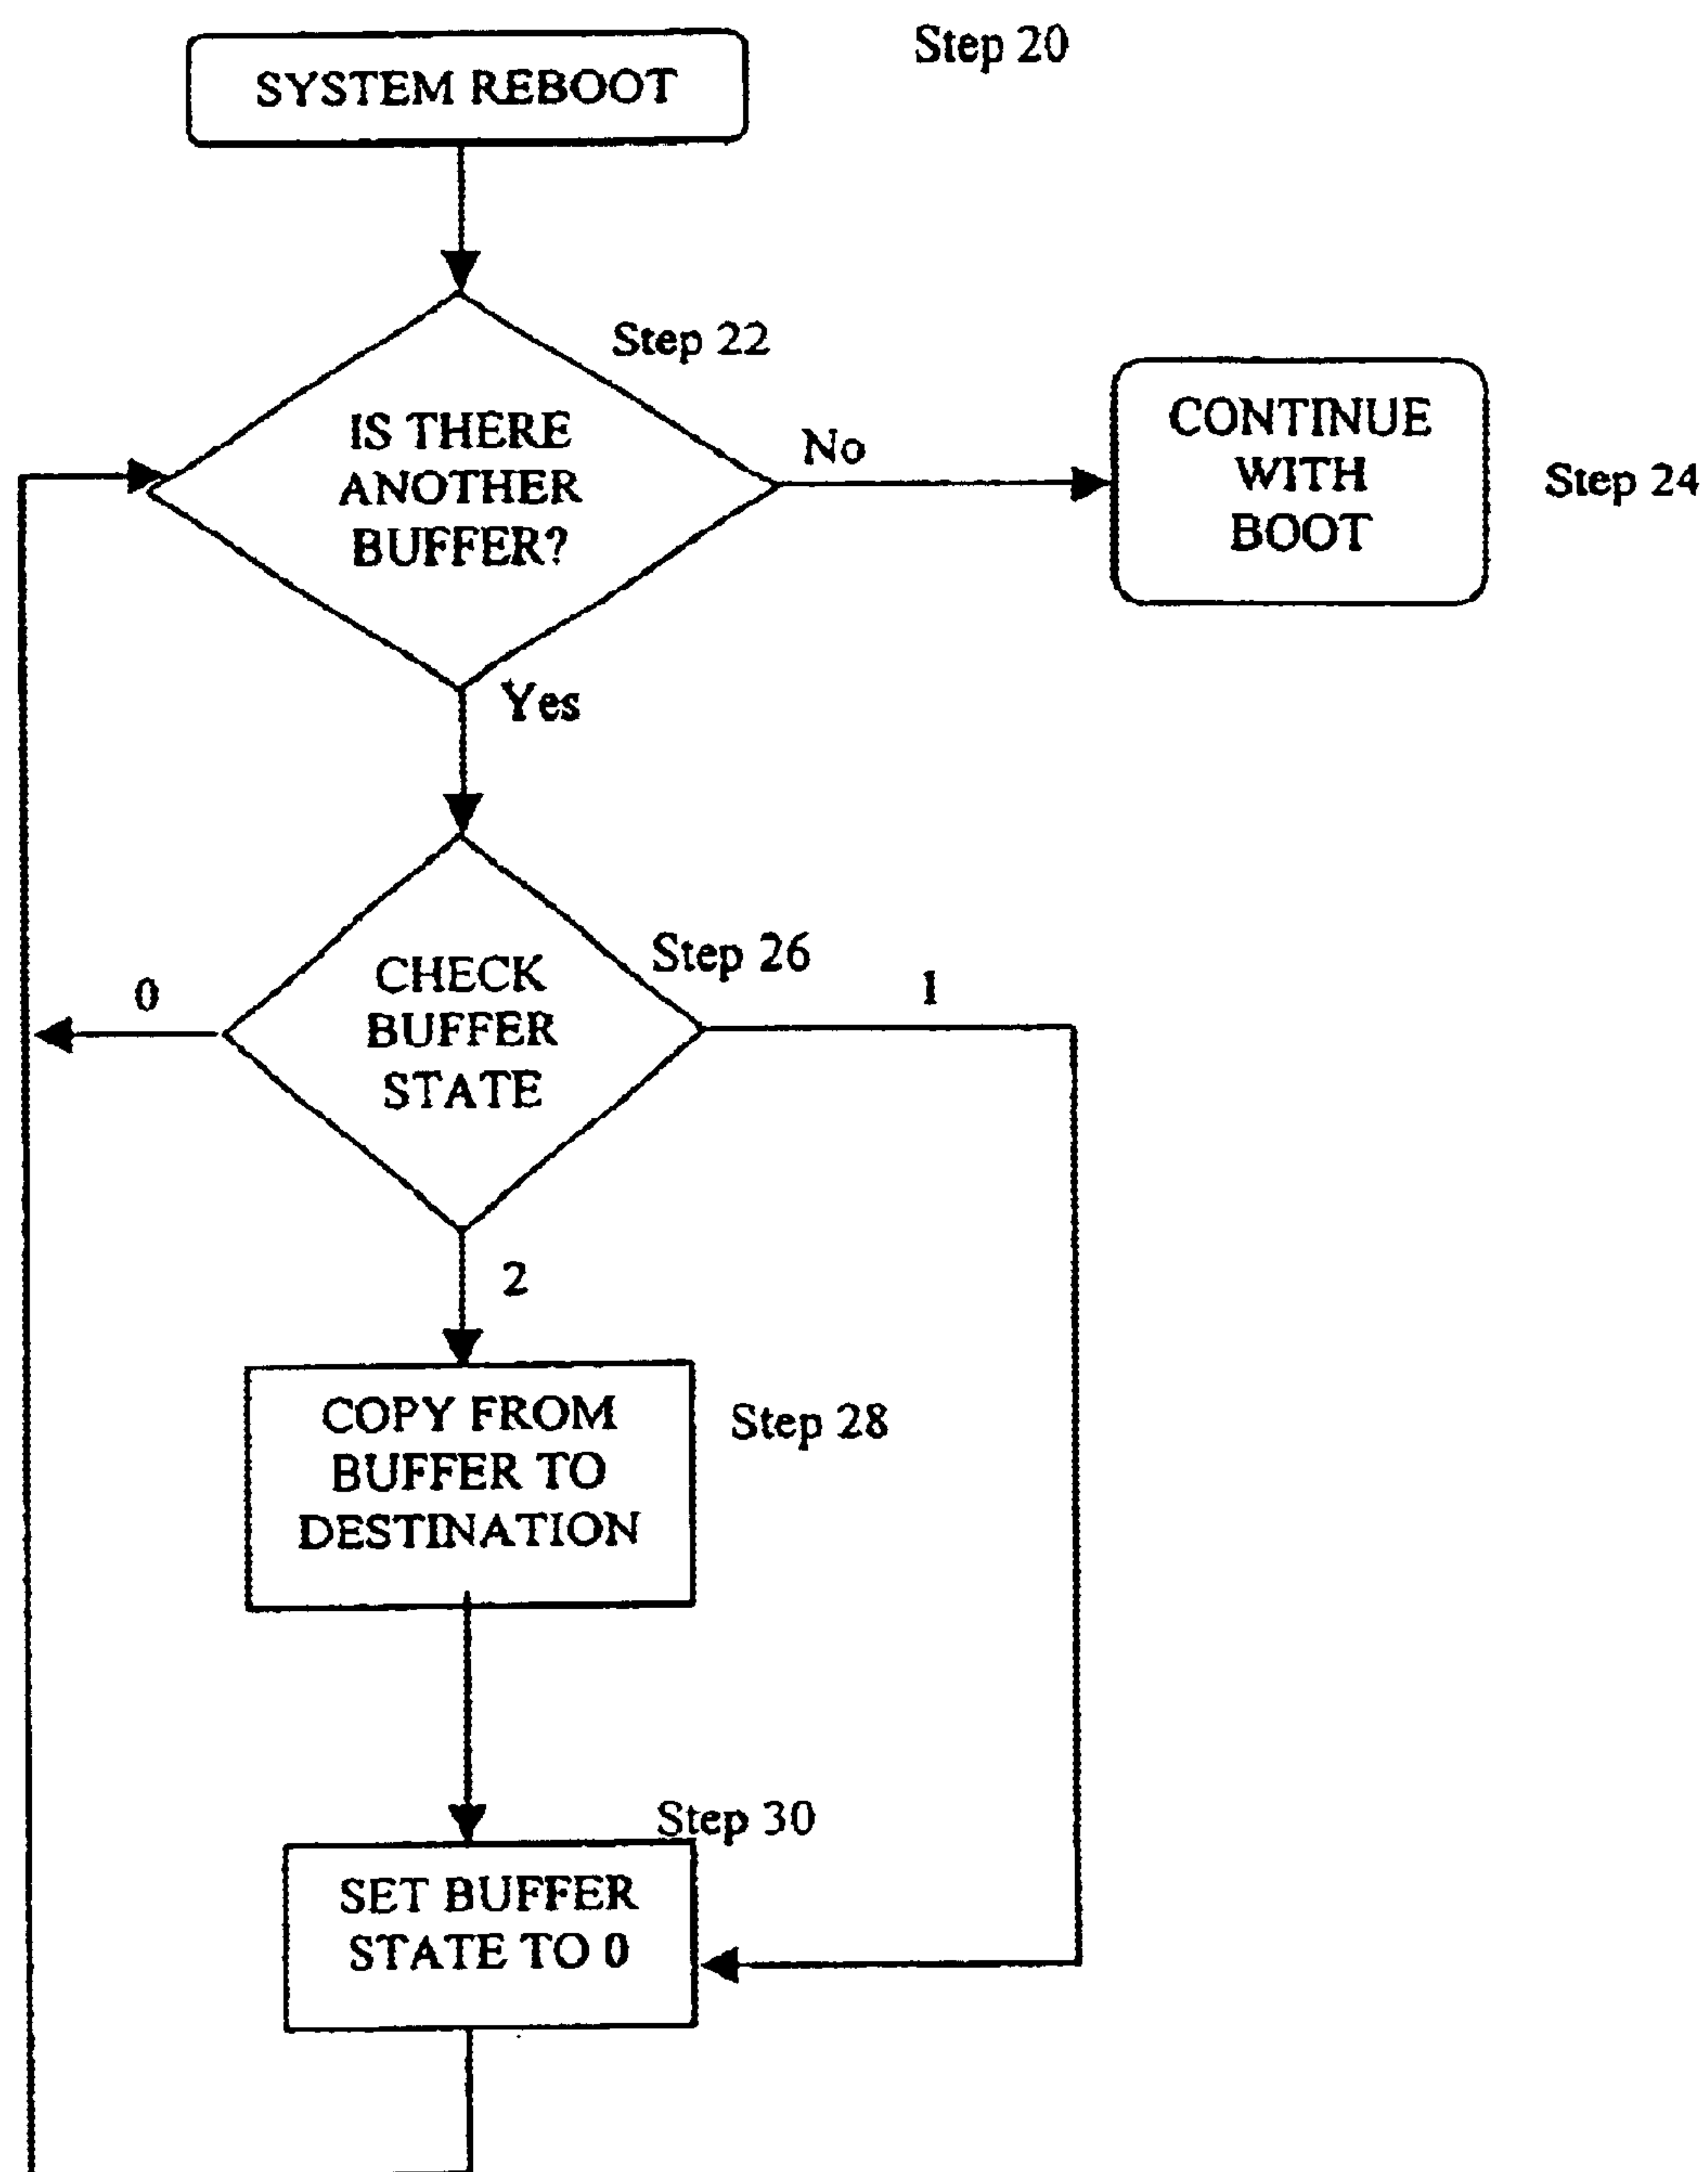 SYSTEM REBOOT
Step 20
Step 22
IS THERE
ANOTHER
BUFFER?
No
CONTINUE
WITH
BOOT
Step 24
Yes
Step 26
CHECK
BUFFER
STATE
0
1
2
COPY FROM
BUFFER TO
DESTINATION
Step 28
Step 30
SET BUFFER
STATE TO 0